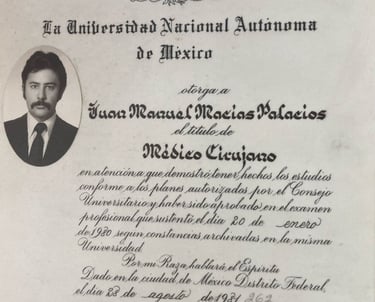 La Universidad Nacional Autónoma
de México
otorga a
Juan Manuel Macias Palacios
el título de
Médico Cirujano
en atención a que demostró tener hechos los estudios
conforme a los planes autorizados por el Consejo
Universitario y haber sido aprobado en el examen
profesional que sustentó el día 20 de enero
de 1980 según constancias archivadas en la misma
Universidad
Por mi Raza hablará el Espíritu
Dado en la ciudad de México Distrito Federal,
el día 28 de agosto de 1981 262